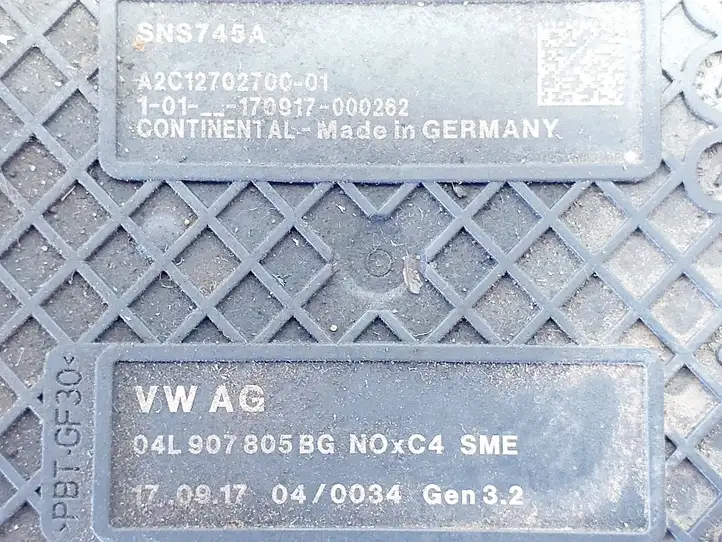 SNS745A
A2C12702700-01
1-01-__-170917-000262
CONTINENTAL - Made in GERMANY
>PBT-GF30<
VW AG
04L 907 805 BG NOxC4 SME
17.09.17 04/0034 Gen 3.2